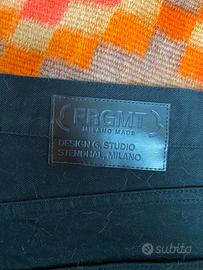 (FRGMT)
MILANO MADE
DESIGN & STUDIO
STENDHAL, MILANO
subito